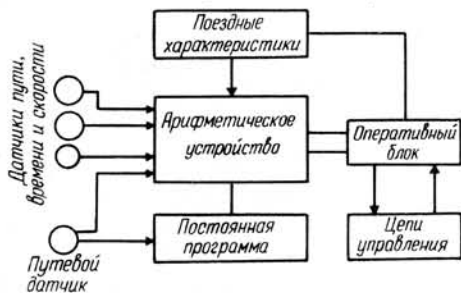 Поездные
характеристики
Датчики пути,
времени и скорости
Арифметическое
устройство
Оперативный
блок
Постоянная
программа
Цепи
управления
Путевой
датчик